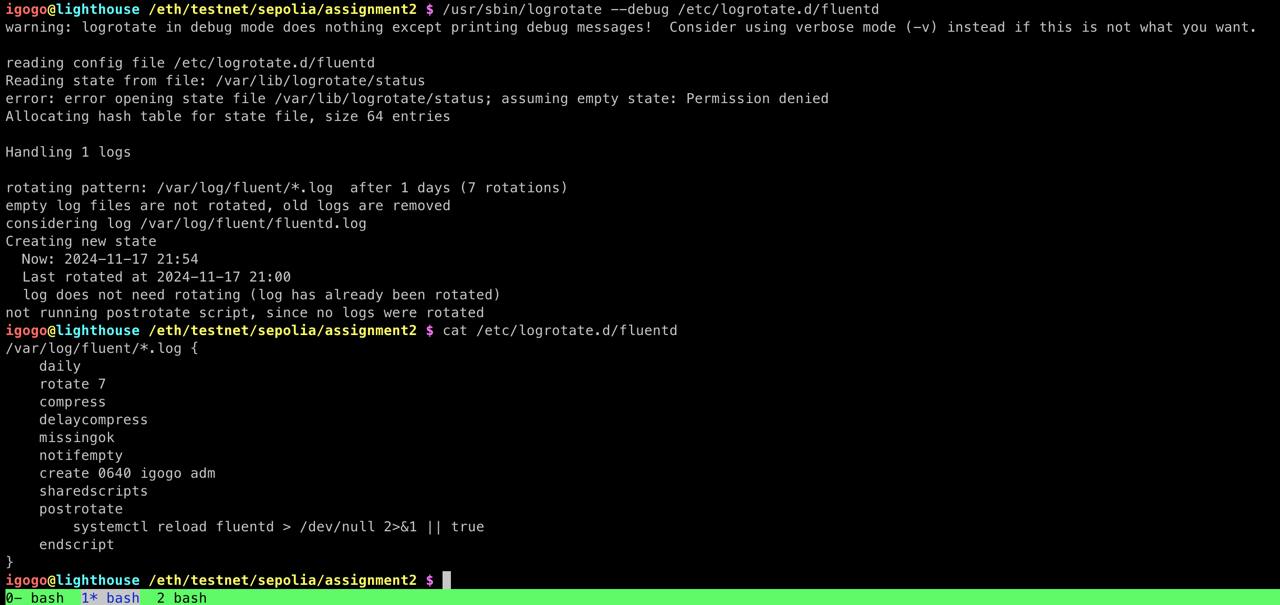 igogo@lighthouse /eth/testnet/sepolia/assignment2 $ /usr/sbin/logrotate --debug /etc/logrotate.d/fluentd
warning: logrotate in debug mode does nothing except printing debug messages!  Consider using verbose mode (-v) instead if this is not what you want.

reading config file /etc/logrotate.d/fluentd
Reading state from file: /var/lib/logrotate/status
error: error opening state file /var/lib/logrotate/status; assuming empty state: Permission denied
Allocating hash table for state file, size 64 entries

Handling 1 logs

rotating pattern: /var/log/fluent/*.log  after 1 days (7 rotations)
empty log files are not rotated, old logs are removed
considering log /var/log/fluent/fluentd.log
Creating new state
  Now: 2024-11-17 21:54
  Last rotated at 2024-11-17 21:00
  log does not need rotating (log has already been rotated)
not running postrotate script, since no logs were rotated
igogo@lighthouse /eth/testnet/sepolia/assignment2 $ cat /etc/logrotate.d/fluentd
/var/log/fluent/*.log {
    daily
    rotate 7
    compress
    delaycompress
    missingok
    notifempty
    create 0640 igogo adm
    sharedscripts
    postrotate
        systemctl reload fluentd > /dev/null 2>&1 || true
    endscript
}
igogo@lighthouse /eth/testnet/sepolia/assignment2 $
0- bash  1* bash  2 bash